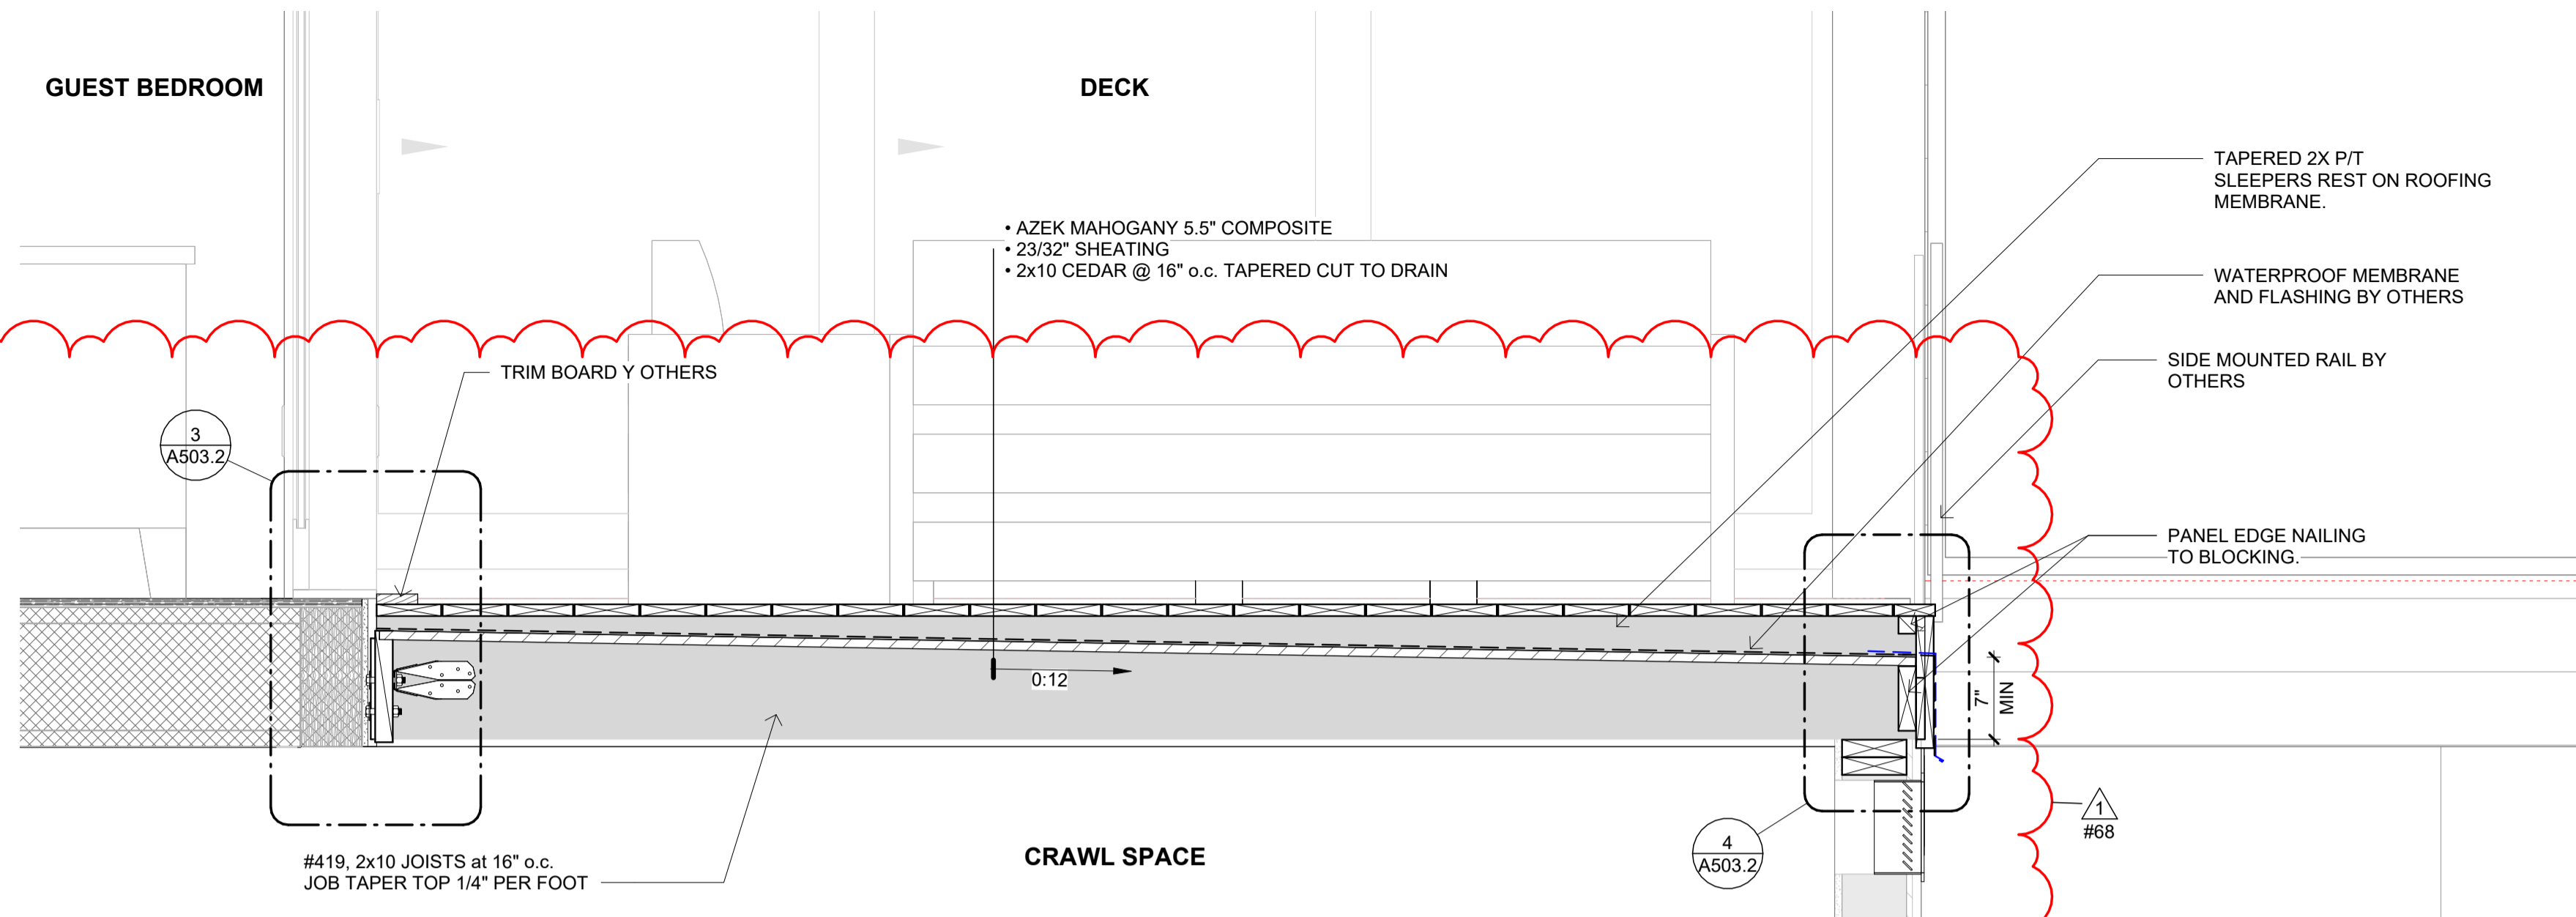 GUEST BEDROOM
DECK
TAPERED 2X P/T
SLEEPERS REST ON ROOFING
MEMBRANE.
• AZEK MAHOGANY 5.5" COMPOSITE
• 23/32" SHEATING
• 2x10 CEDAR @ 16" o.c. TAPERED CUT TO DRAIN
WATERPROOF MEMBRANE
AND FLASHING BY OTHERS
TRIM BOARD Y OTHERS
SIDE MOUNTED RAIL BY
OTHERS
3
A503.2
PANEL EDGE NAILING
TO BLOCKING.
0:12
7"
MIN
1
#68
4
A503.2
CRAWL SPACE
#419, 2x10 JOISTS at 16" o.c.
JOB TAPER TOP 1/4" PER FOOT